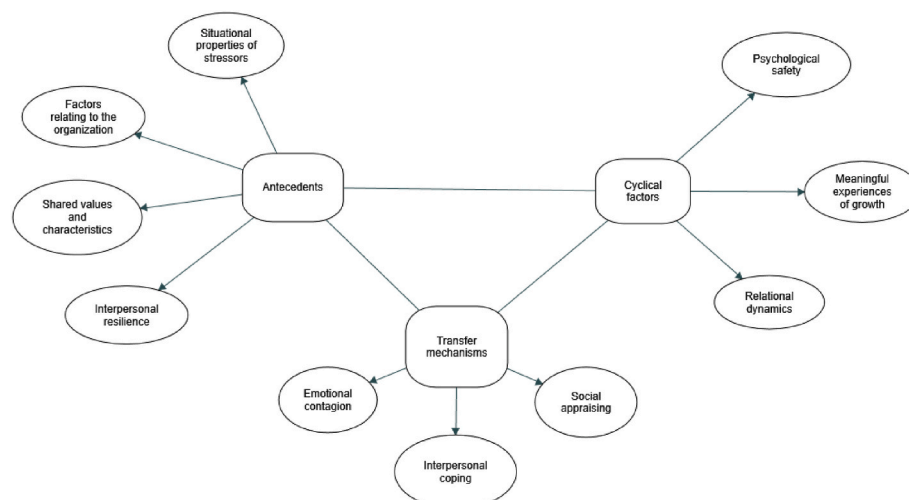 Situational
properties of
stressors
Psychological
safety
Factors
relating to the
organization
Antecedents
Cyclical
factors
Meaningful
experiences
of growth
Shared values
and
characteristics
Interpersonal
resilience
Relational
dynamics
Transfer
mechanisms
Emotional
contagion
Social
appraising
Interpersonal
coping